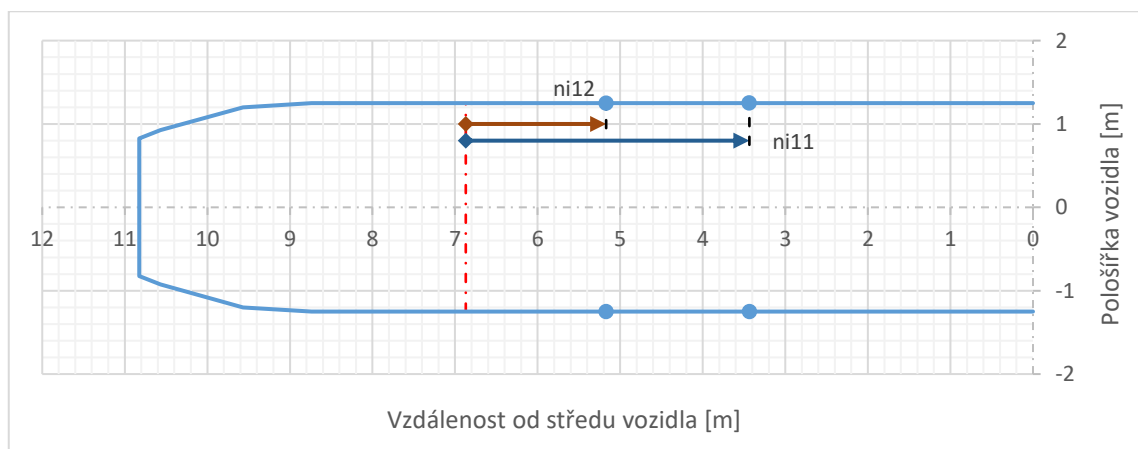 2
ni12
1
ni11
0
12 11 10 9 8 7 6 5 4 3 2 1 0
-1
-2
Pološířka vozidla [m]
Vzdálenost od středu vozidla [m]